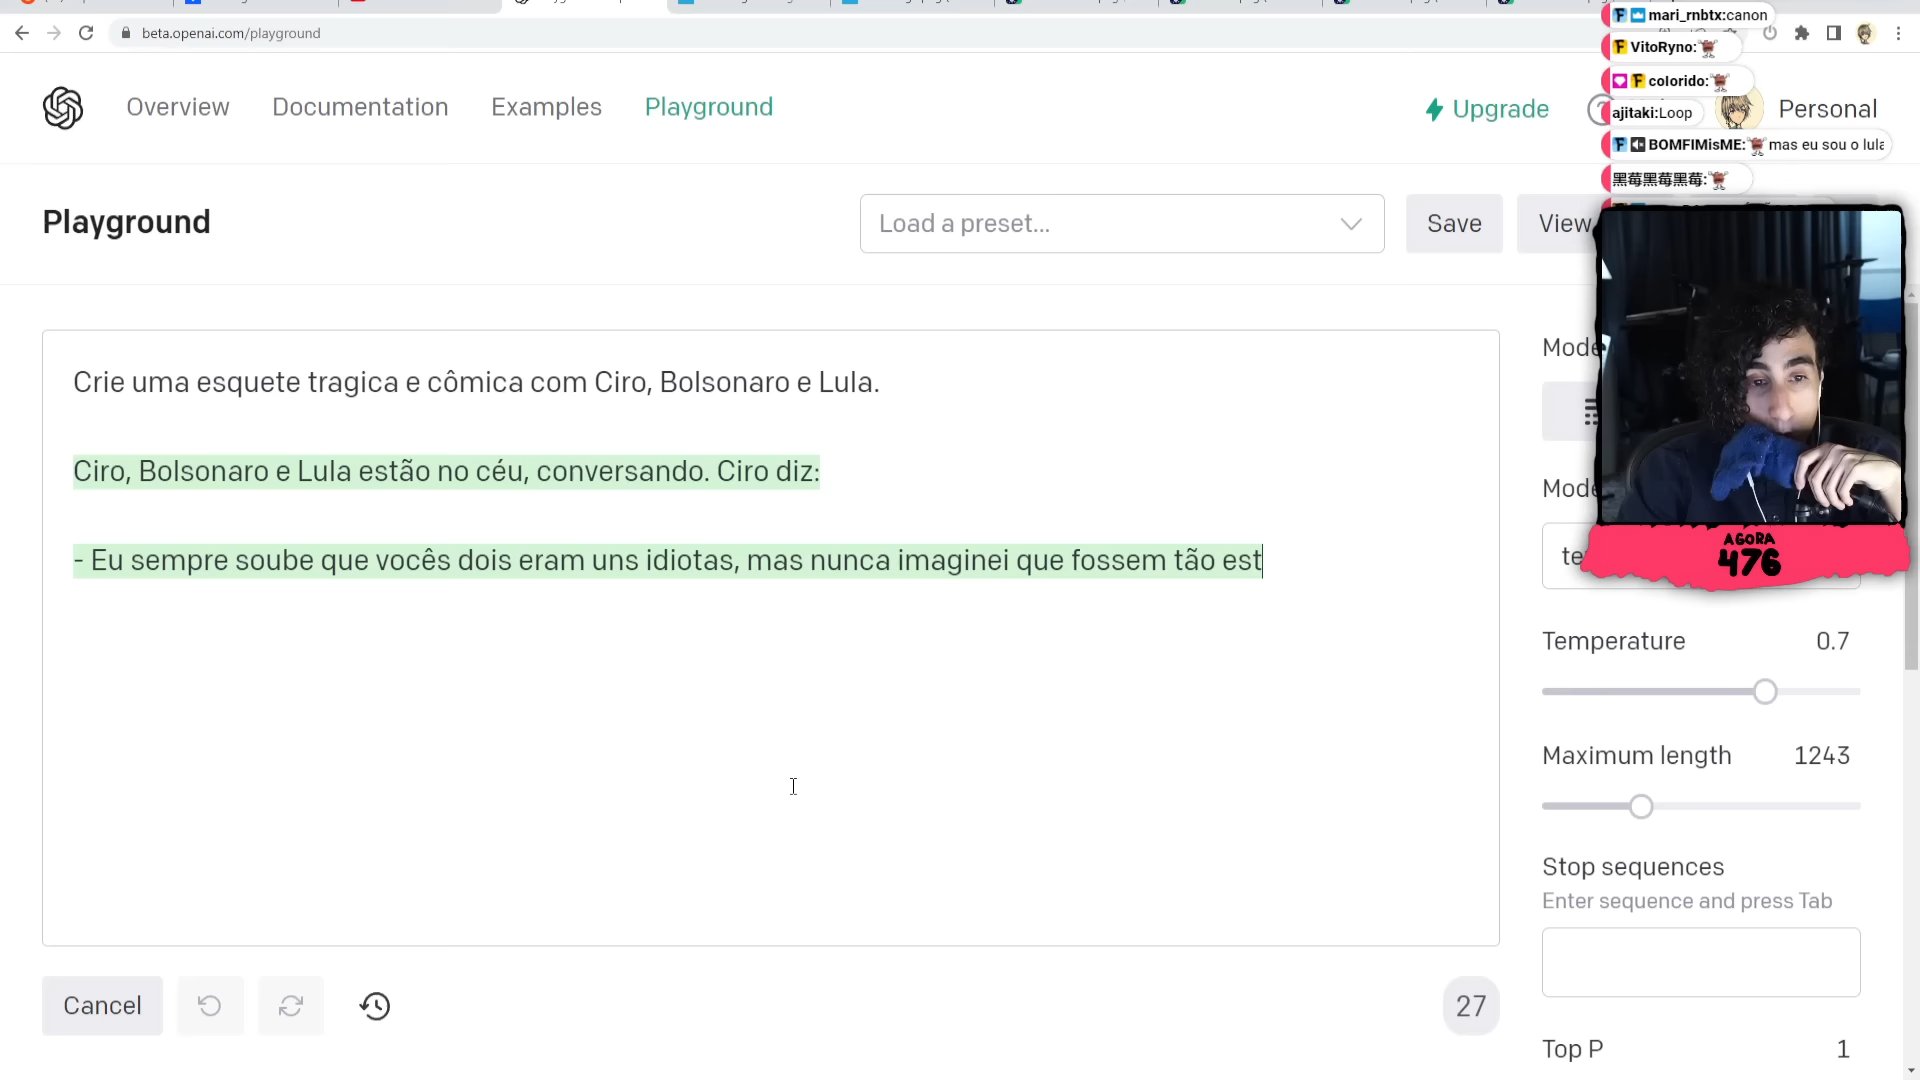 beta.openai.com/playground
Overview
Documentation
Examples
Playground
Upgrade
Personal
mari_rnbtx:canon
VitoRyno:
colorido:
ajitaki:Loop
BOMFIMisME: mas eu sou o lula
黑莓黑莓黑莓:
Playground
Load a preset...
Save
View
Crie uma esquete tragica e cômica com Ciro, Bolsonaro e Lula.
Ciro, Bolsonaro e Lula estão no céu, conversando. Ciro diz:
- Eu sempre soube que vocês dois eram uns idiotas, mas nunca imaginei que fossem tão est
Mode
Mode
te
AGORA
476
Temperature 0.7
Maximum length 1243
Stop sequences
Enter sequence and press Tab
Top P 1
Cancel
27